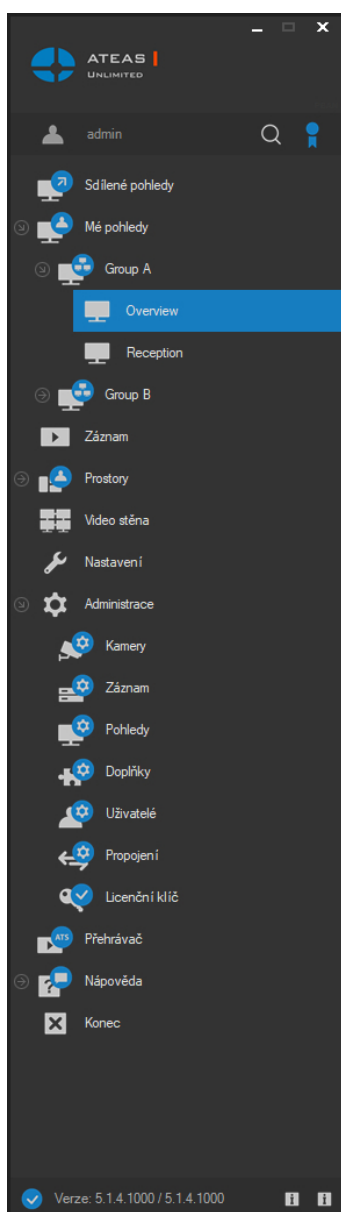 ATEAS
UNLIMITED
admin
Sdílené pohledy
Mé pohledy
Group A
Overview
Reception
Group B
Záznam
Prostory
Video stěna
Nastavení
Administrace
Kamery
Záznam
Pohledy
Doplňky
Uživatelé
Propojení
Licenční klíč
ATS Přehrávač
Nápověda
Konec
Verze: 5.1.4.1000 / 5.1.4.1000